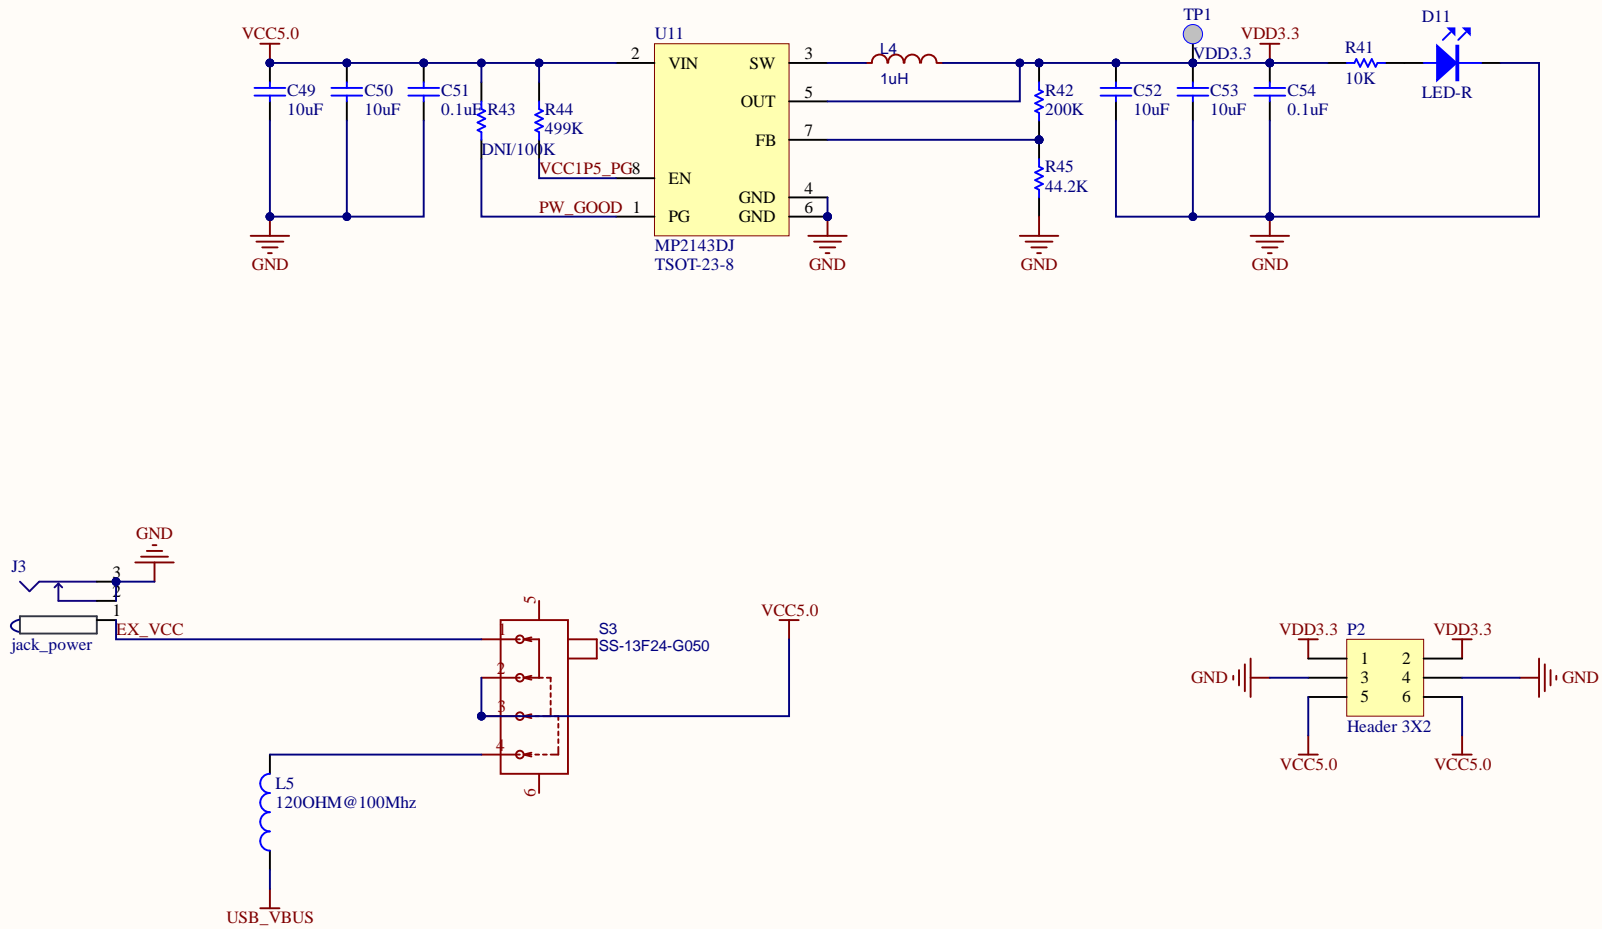 VCC5.0
U11
TP1
D11
VDD3.3
VDD3.3
2
VIN
SW
3
L4
1uH
R41
10K
LED-R
C49
10uF
C50
10uF
C51
0.1uF
R43
DNI/100K
R44
499K
OUT
5
R42
200K
C52
10uF
C53
10uF
C54
0.1uF
FB
7
VCC1P5_PG
8
EN
R45
44.2K
PW_GOOD
1
PG
GND
4
GND
6
MP2143DJ
TSOT-23-8
GND
GND
GND
GND
GND
J3
3
2
1
jack_power
EX_VCC
5
1
2
3
4
6
S3
SS-13F24-G050
VCC5.0
L5
120OHM@100Mhz
USB_VBUS
VDD3.3
P2
VDD3.3
1
2
GND
3
4
GND
5
6
Header 3X2
VCC5.0
VCC5.0